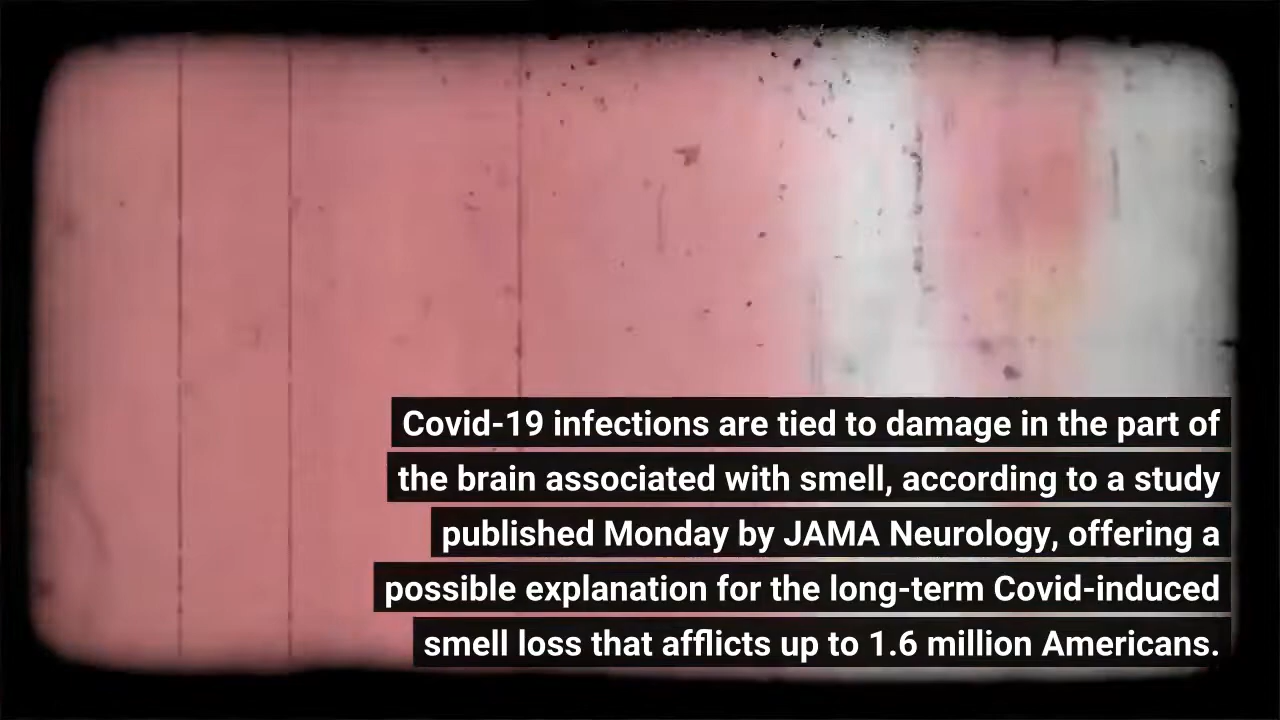 Covid-19 infections are tied to damage in the part of
the brain associated with smell, according to a study
published Monday by JAMA Neurology, offering a
possible explanation for the long-term Covid-induced
smell loss that afflicts up to 1.6 million Americans.